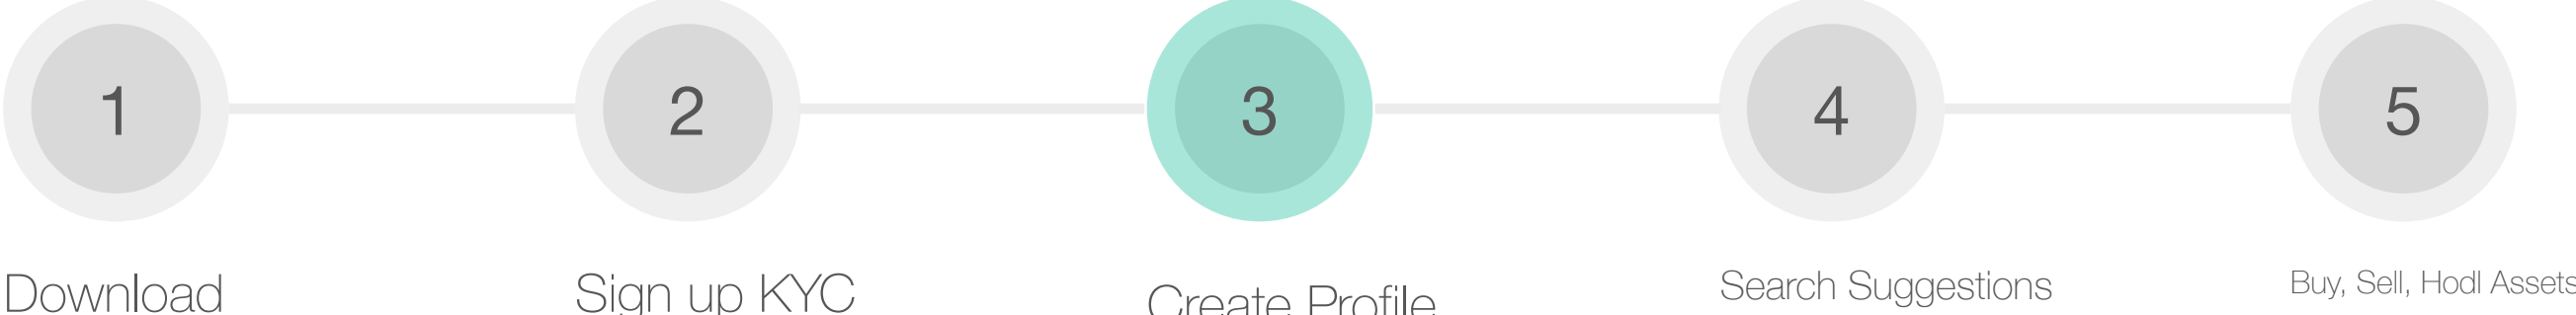 1
2
3
4
5
Download
Sign up KYC
Create Profile
Search Suggestions
Buy, Sell, Hodl Assets